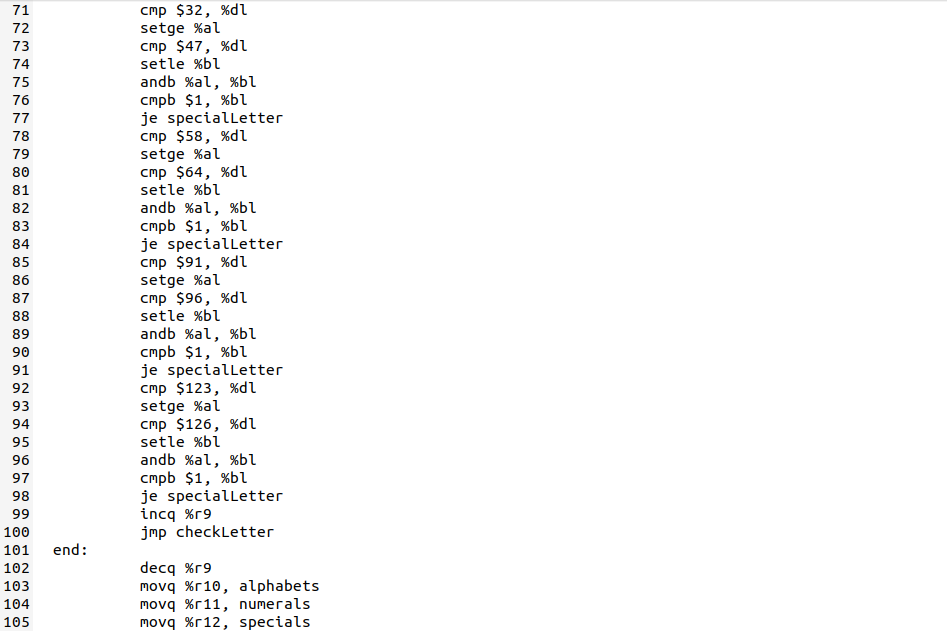 71 cmp $32, %dl
72 setge %al
73 cmp $47, %dl
74 setle %bl
75 andb %al, %bl
76 cmpb $1, %bl
77 je specialLetter
78 cmp $58, %dl
79 setge %al
80 cmp $64, %dl
81 setle %bl
82 andb %al, %bl
83 cmpb $1, %bl
84 je specialLetter
85 cmp $91, %dl
86 setge %al
87 cmp $96, %dl
88 setle %bl
89 andb %al, %bl
90 cmpb $1, %bl
91 je specialLetter
92 cmp $123, %dl
93 setge %al
94 cmp $126, %dl
95 setle %bl
96 andb %al, %bl
97 cmpb $1, %bl
98 je specialLetter
99 incq %r9
100 jmp checkLetter
101 end:
102 decq %r9
103 movq %r10, alphabets
104 movq %r11, numerals
105 movq %r12, specials